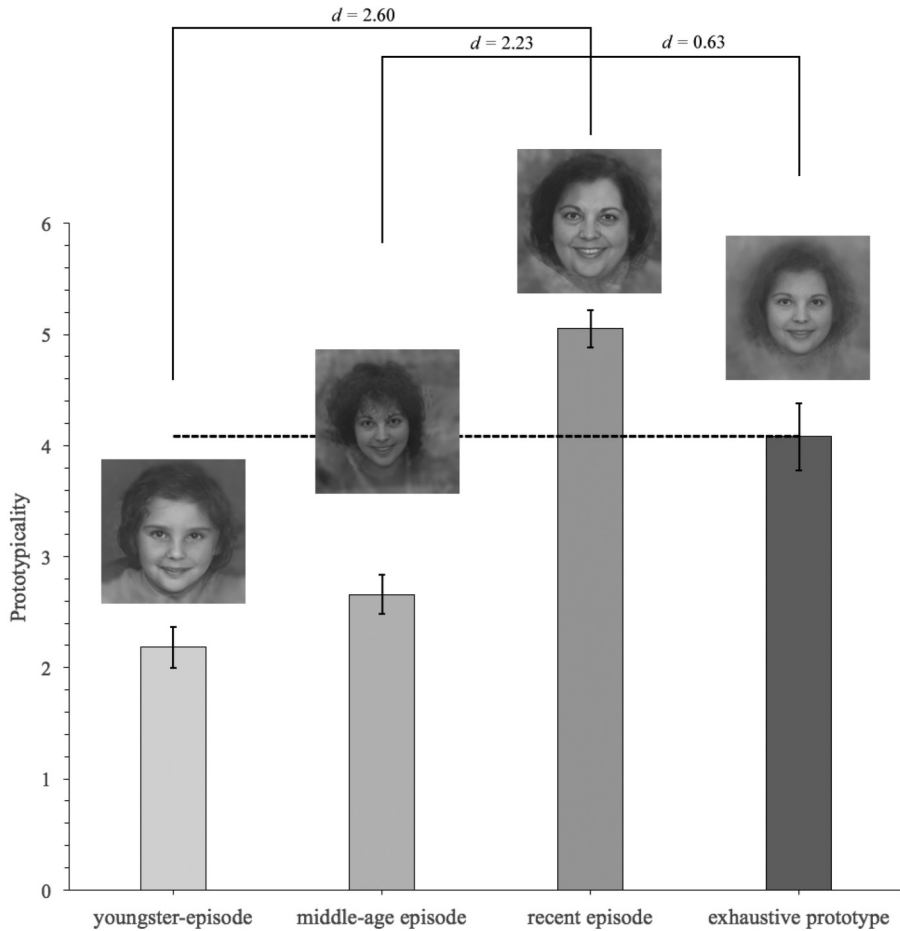 d = 2.60
d = 2.23
d = 0.63
6
5
4
3
2
1
0
Prototypicality
youngster-episode
middle-age episode
recent episode
exhaustive prototype